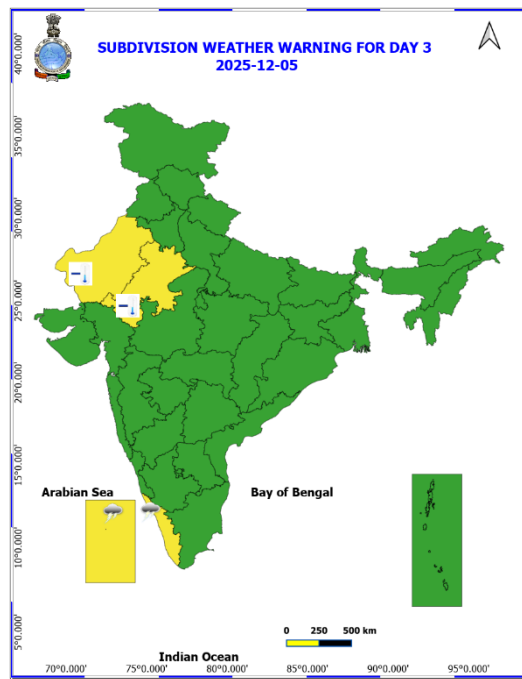 SUBDIVISION WEATHER WARNING FOR DAY 3
2025-12-05
40°0.000'
35°0.000'
30°0.000'
25°0.000'
20°0.000'
15°0.000'
10°0.000'
5°0.000'
Arabian Sea
Bay of Bengal
0 250 500 km
Indian Ocean
70°0.000' 75°0.000' 80°0.000' 85°0.000' 90°0.000' 95°0.000'